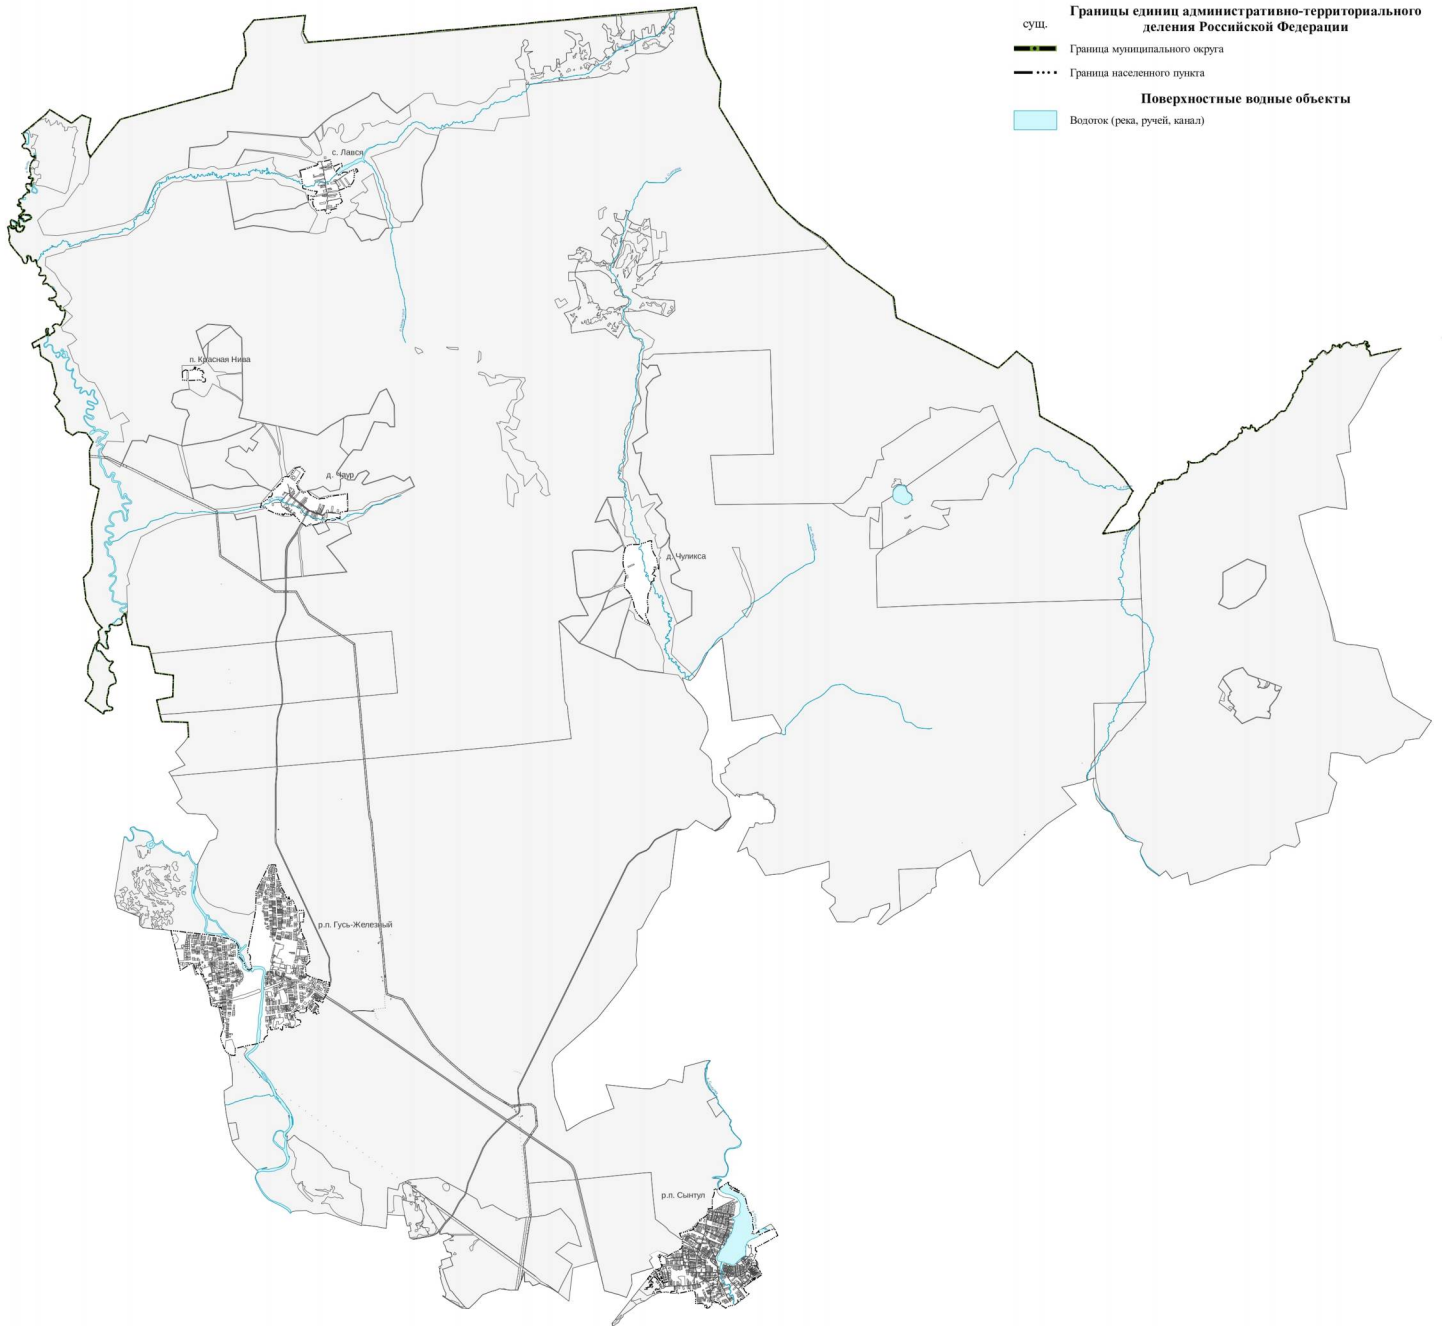 сущ.
Границы единиц административно-территориального
деления Российской Федерации
Граница муниципального округа
Граница населенного пункта
Поверхностные водные объекты
Водоток (река, ручей, канал)
с. Лався
п. Красная Нива
д. Чаур
д. Чуликса
р.п. Гусь-Железный
р.п. Сынтул